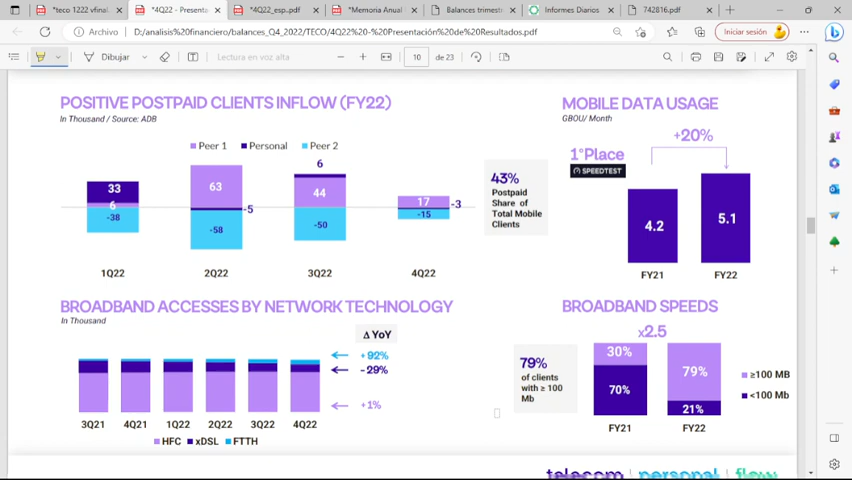 *teco 1222 vfinal
*4Q22 - Presenta
*4Q22_esp.pdf
*Memoria Anual
Balances trimestr
Informes Diarios
742816.pdf
Archivo
D:/analisis%20financiero/balances_Q4_2022/TECO/4Q22%20-%20Presentación%20de%20Resultados.pdf
Iniciar sesión
Dibujar
Lectura en voz alta
10
de 23
POSITIVE POSTPAID CLIENTS INFLOW (FY22)
In Thousand / Source: ADB
Peer 1
Personal
Peer 2
33
6
-38
63
-5
-58
6
44
-50
17
-3
-15
1Q22
2Q22
3Q22
4Q22
43%
Postpaid
Share of
Total Mobile
Clients
MOBILE DATA USAGE
GBOU/ Month
+20%
1°Place
SPEEDTEST
4.2
5.1
FY21
FY22
BROADBAND ACCESSES BY NETWORK TECHNOLOGY
In Thousand
Δ YoY
+92%
-29%
+1%
3Q21
4Q21
1Q22
2Q22
3Q22
4Q22
HFC
xDSL
FTTH
BROADBAND SPEEDS
x2.5
79%
of clients
with ≥ 100
Mb
30%
70%
79%
21%
≥100 MB
<100 Mb
FY21
FY22
telecom
personal
flow